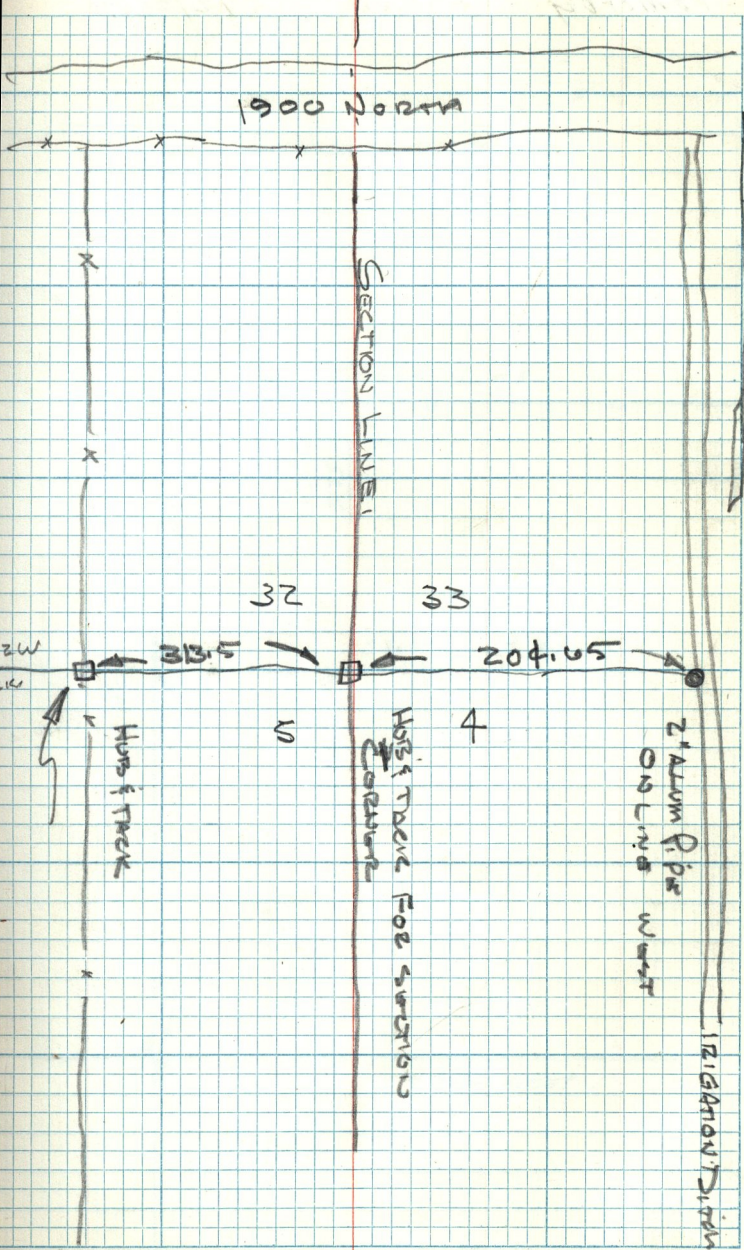 1900 NORTH
SECTION LINE
32
33
313.5
204.65
5
4
HUB & TACK
HUB & TACK FOR SECTION
CORNER
2" ALUM PIPE
ON LINE WEST
IRIGATION DITCH